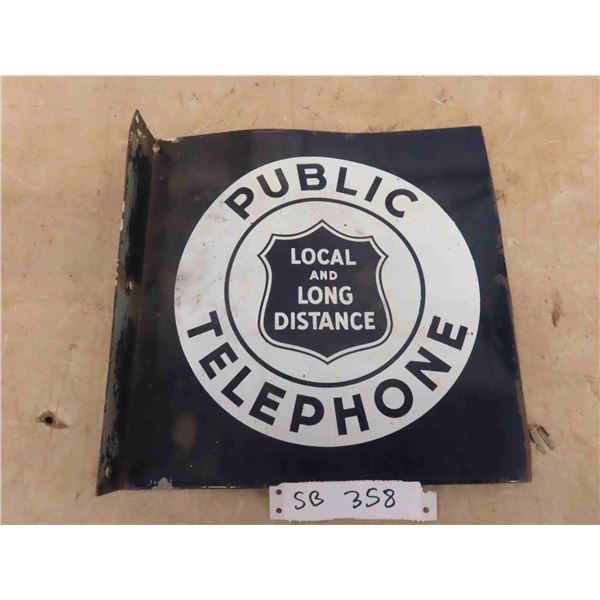 PUBLIC
LOCAL
AND
LONG
DISTANCE
TELEPHONE
SB 358